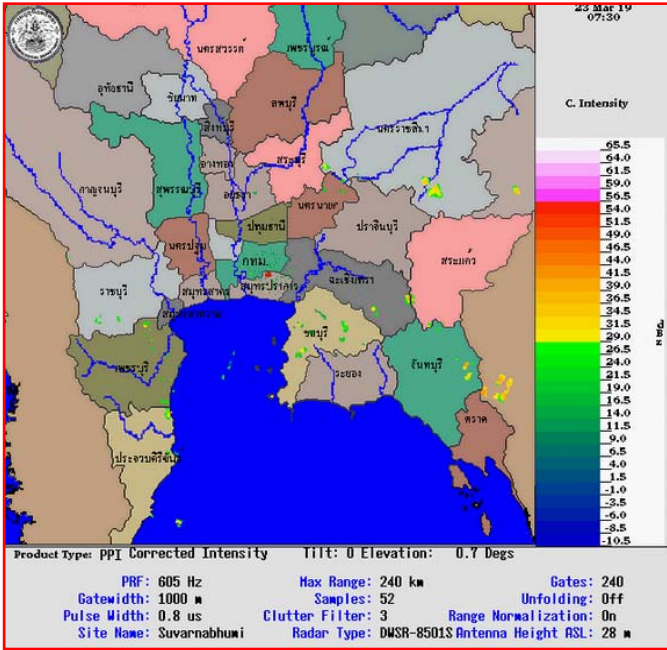 23 Mar 19
07:30
C. Intensity
นครสวรรค์
เพชรบูรณ์
อุทัยธานี
ชัยนาท
ลพบุรี
สิงหบุรี
นครราชสีมา
อ่างทอง
สระบุรี
กาญจนบุรี
สุพรรณบุรี
อยุธยา
นครนายก
ปราจีนบุรี
ปทุมธานี
นครปฐม
กทม.
สระแก้ว
ฉะเชิงเทรา
ราชบุรี
สมุทรสาคร
สมุทรปราการ
ชลบุรี
เพชรบุรี
ระยอง
จันทบุรี
ตราด
ประจวบคีรีขันธ์
65.5
64.0
61.5
59.0
56.5
54.0
51.5
49.0
46.5
44.0
41.5
39.0
36.5
34.0
31.5
29.0
26.5
24.0
21.5
19.0
16.5
14.0
11.5
9.0
6.5
4.0
1.5
-1.0
-3.5
-6.0
-8.5
-10.5
Product Type: PPI Corrected Intensity Tilt: 0 Elevation: 0.7 Degs
PRF: 605 Hz Max Range: 240 km Gates: 240
Gatewidth: 1000 m Samples: 52 Unfolding: Off
Pulse Width: 0.8 us Clutter Filter: 3 Range Normalization: On
Site Name: Suvarnabhumi Radar Type: DWSR-8501S Antenna Height ASL: 28 m